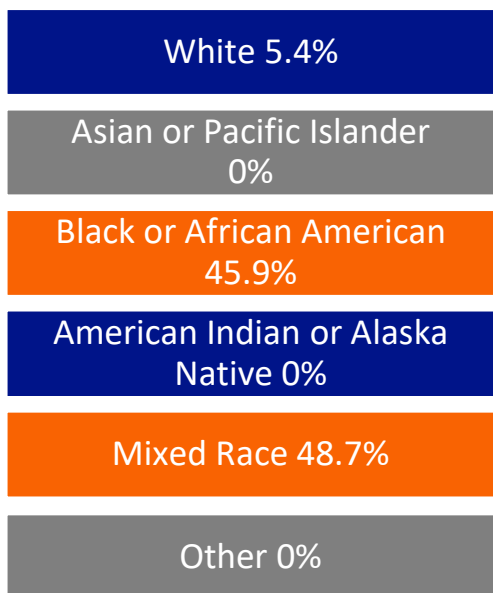 White 5.4%
Asian or Pacific Islander
0%
Black or African American
45.9%
American Indian or Alaska
Native 0%
Mixed Race 48.7%
Other 0%